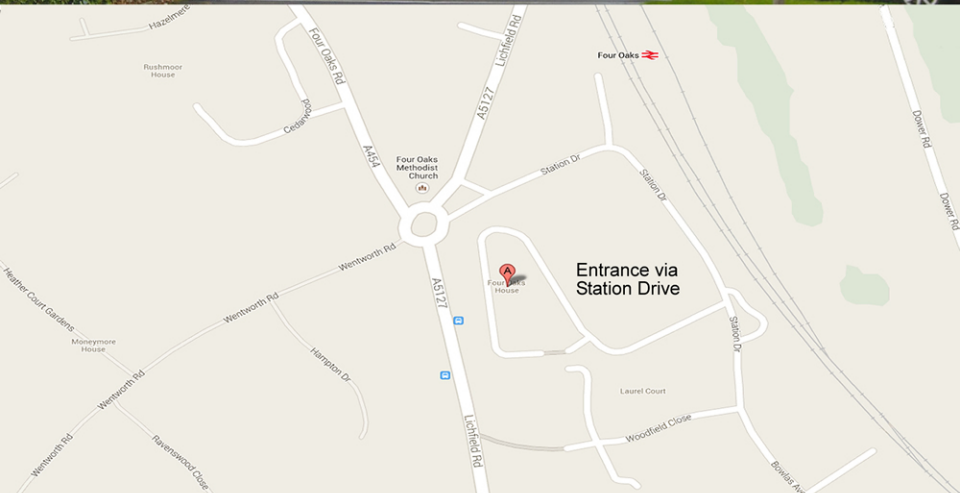 Hazelmere
Four Oaks Rd
Lichfield Rd
Four Oaks
Rushmoor
House
A5127
Cedarwood
Dower Rd
A454
Four Oaks
Methodist
Church
Station Dr
Station Dr
Dower Rd
Wentworth Rd
A
Four Oaks
House
Entrance via
Station Drive
A5127
Heather Court Gardens
Wentworth Rd
Station Dr
Moneymore
House
Hampton Dr
Wentworth Rd
Laurel Court
Woodfield Close
Lichfield Rd
Wentworth Rd
Ravenswood Close